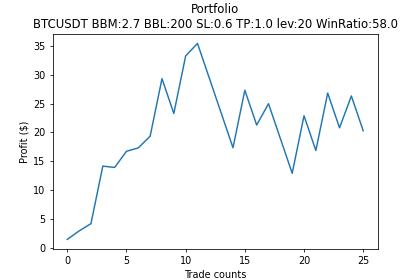 Portfolio
BTCUSDT BBM:2.7 BBL:200 SL:0.6 TP:1.0 lev:20 WinRatio:58.0
35
30
25
20
15
10
5
0
Profit ($)
0 5 10 15 20 25
Trade counts